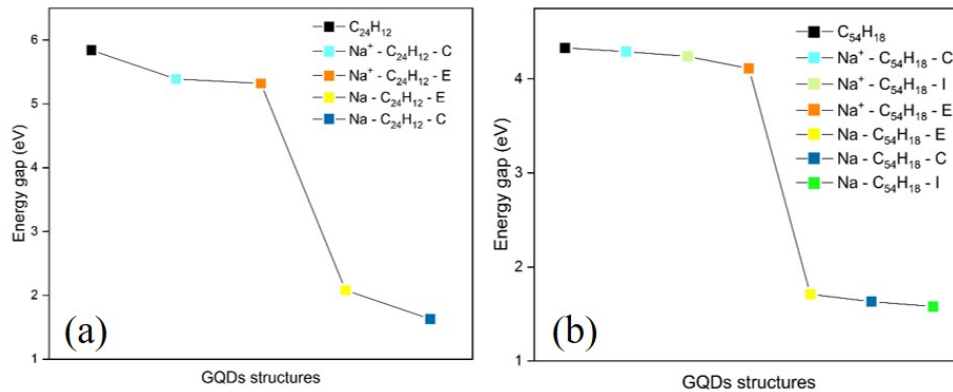 C₂₄H₁₂
Na⁺ - C₂₄H₁₂ - C
Na⁺ - C₂₄H₁₂ - E
Na - C₂₄H₁₂ - E
Na - C₂₄H₁₂ - C
6
5
4
3
2
1
Energy gap (eV)
(a)
GQDs structures
C₅₄H₁₈
Na⁺ - C₅₄H₁₈ - C
Na⁺ - C₅₄H₁₈ - I
Na⁺ - C₅₄H₁₈ - E
Na - C₅₄H₁₈ - E
Na - C₅₄H₁₈ - C
Na - C₅₄H₁₈ - I
4
2
1
Energy gap (eV)
(b)
GQDs structures